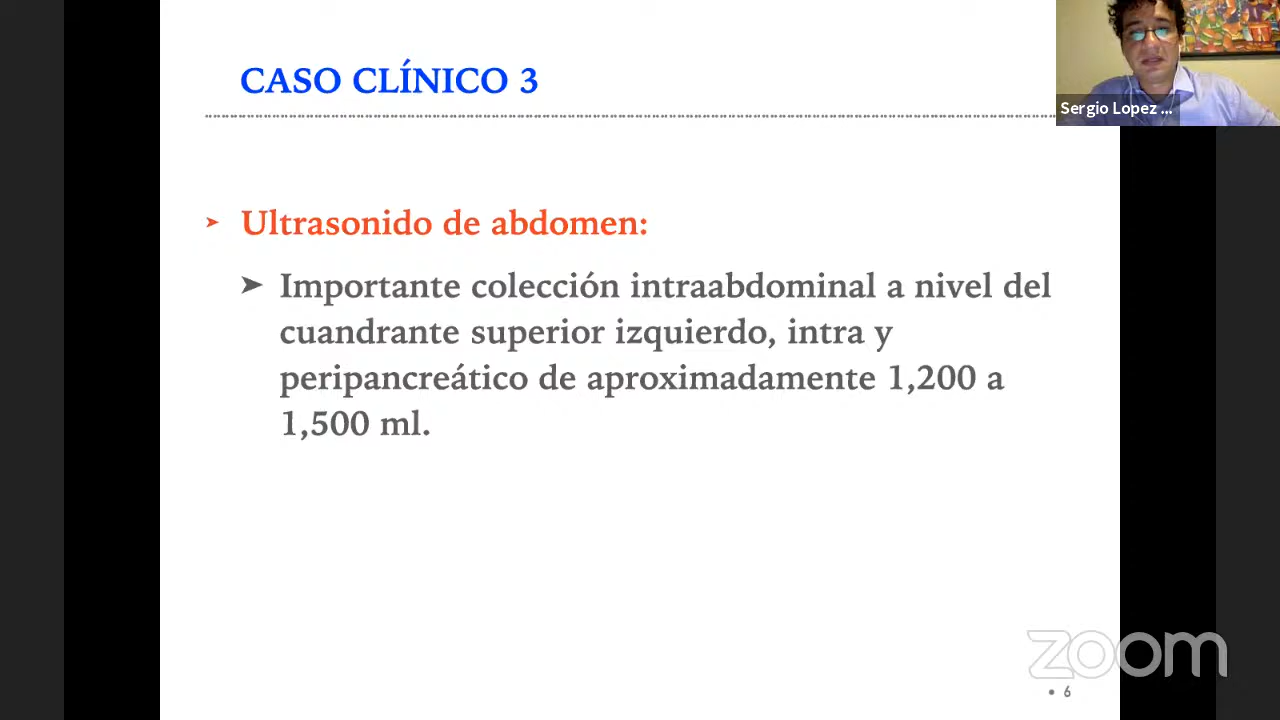 CASO CLÍNICO 3
Sergio Lopez ...
Ultrasonido de abdomen:
Importante colección intraabdominal a nivel del
cuandrante superior izquierdo, intra y
peripancreático de aproximadamente 1,200 a
1,500 ml.
zoom
6